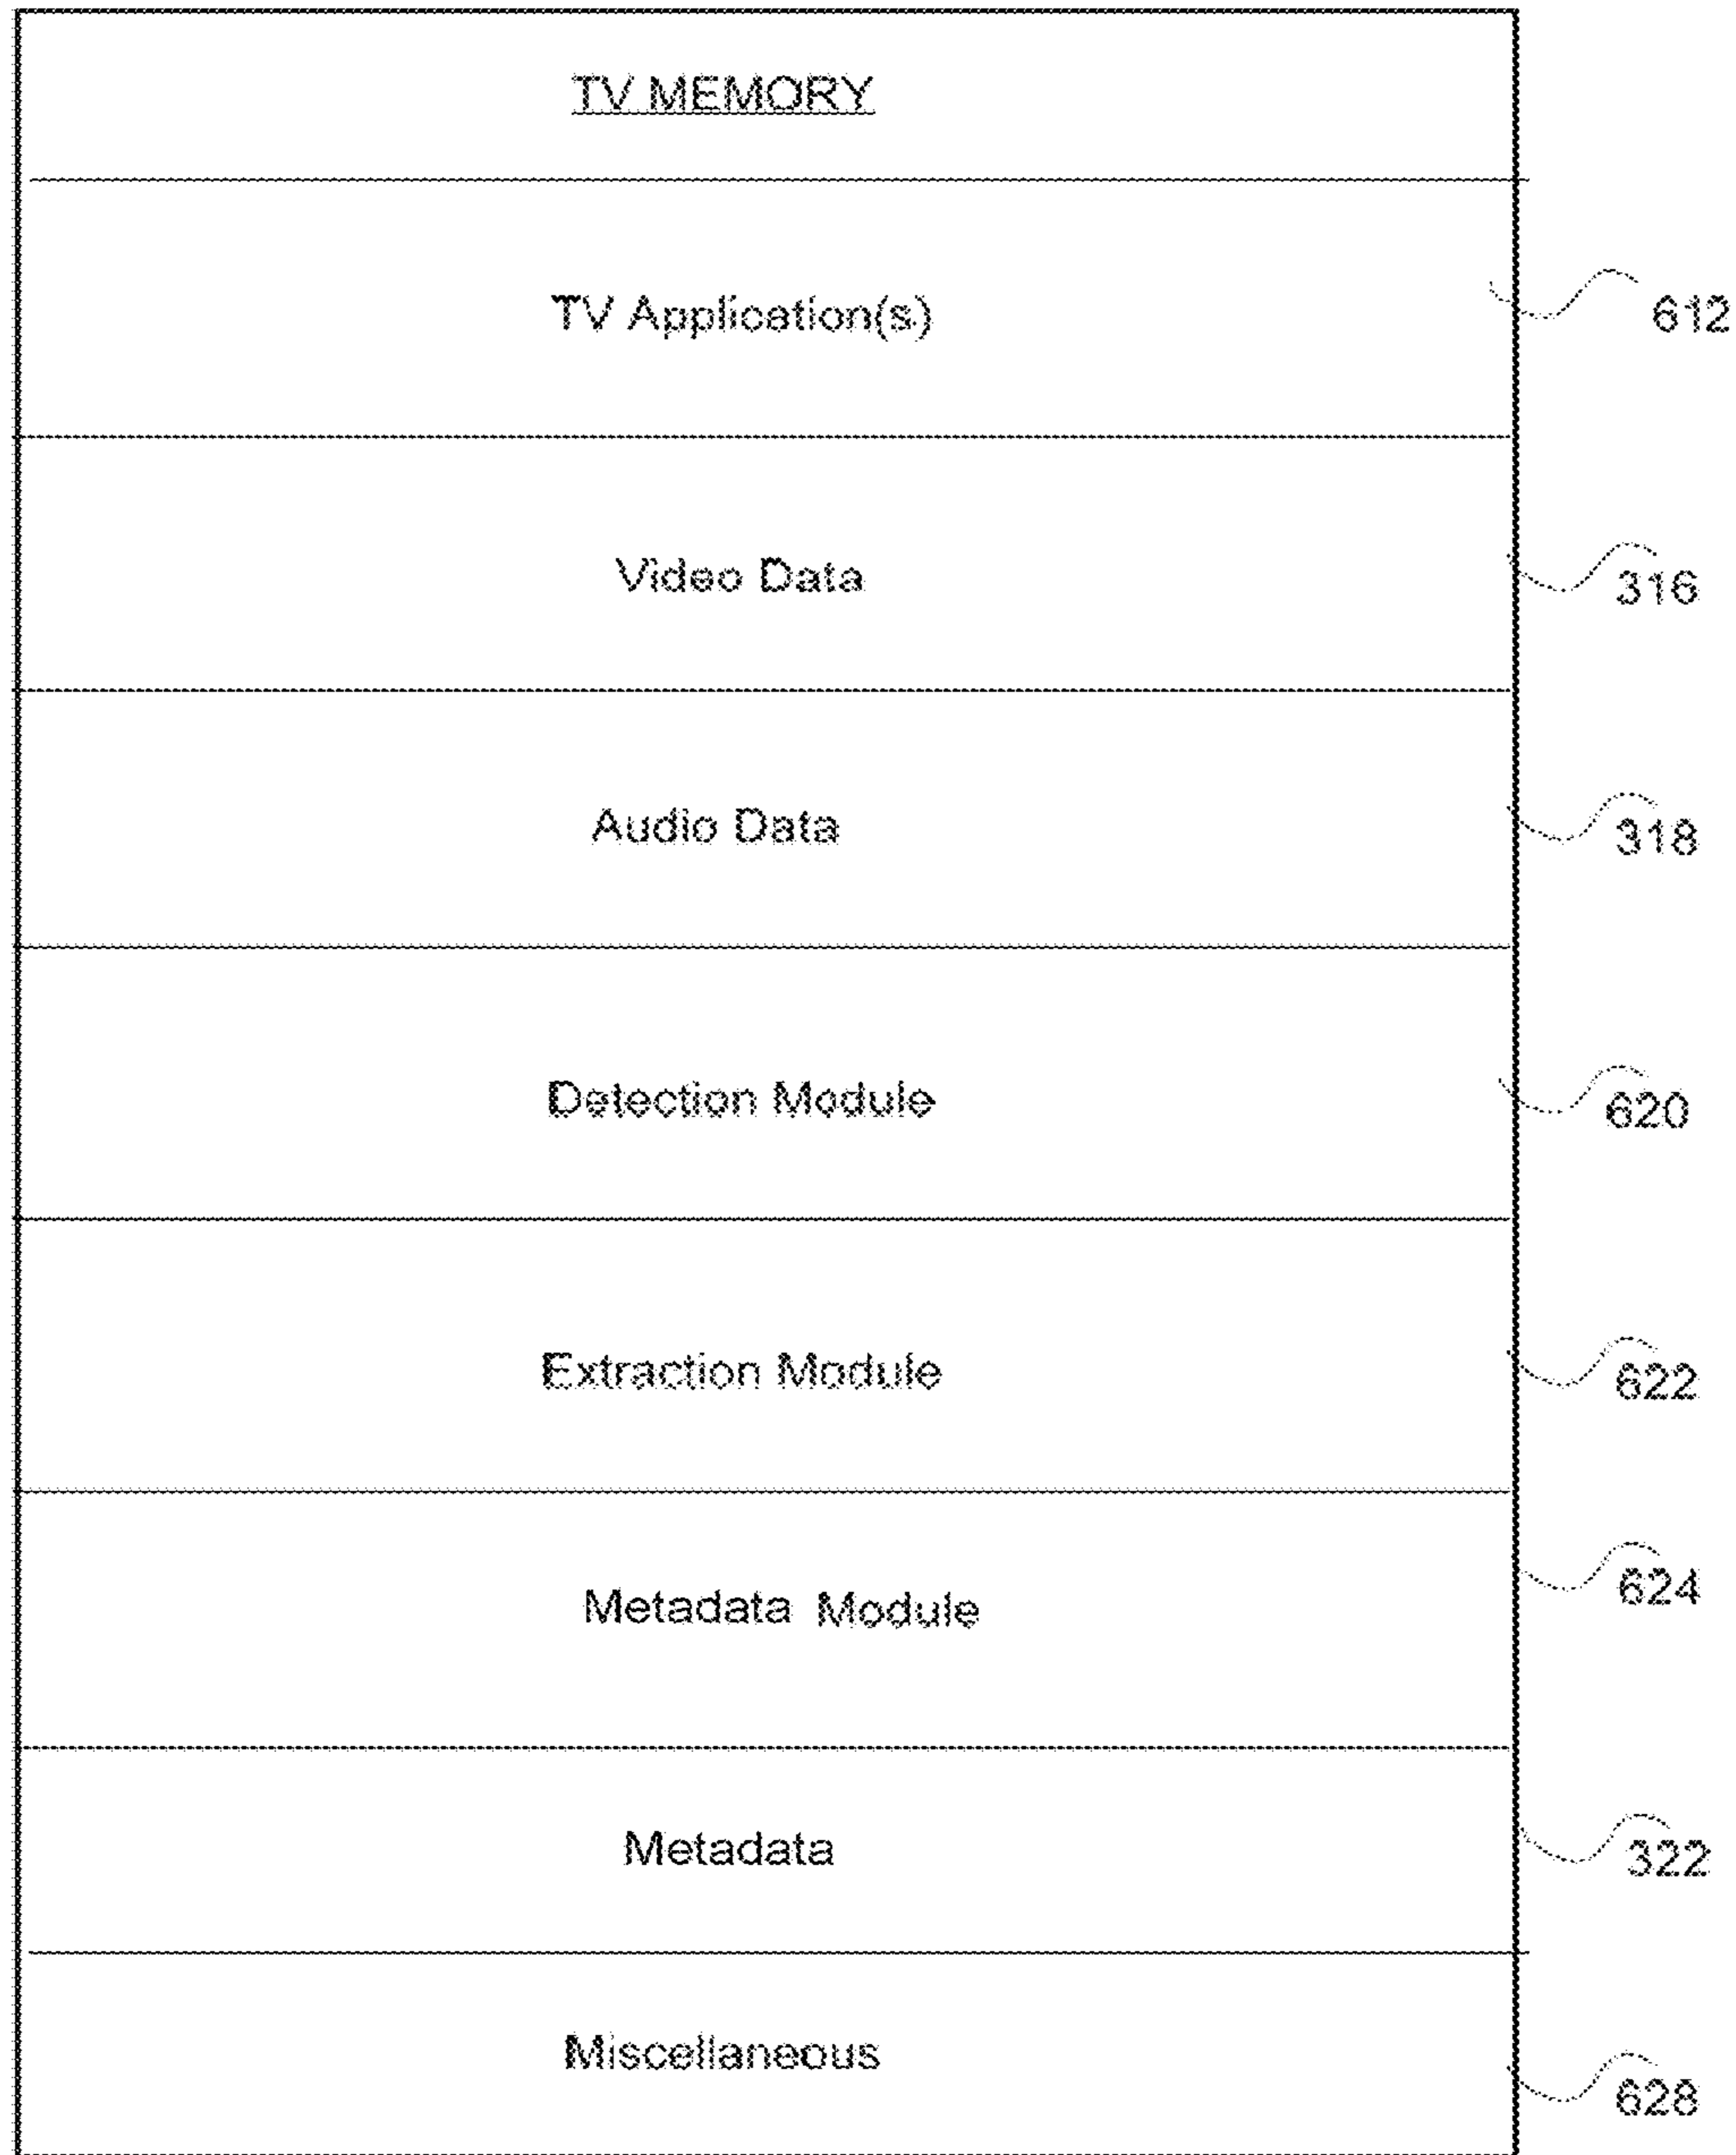 TV MEMORY
TV Application(s)
612
Video Data
316
Audio Data
318
Detection Module
620
Extraction Module
622
Metadata Module
624
Metadata
322
Miscellaneous
628